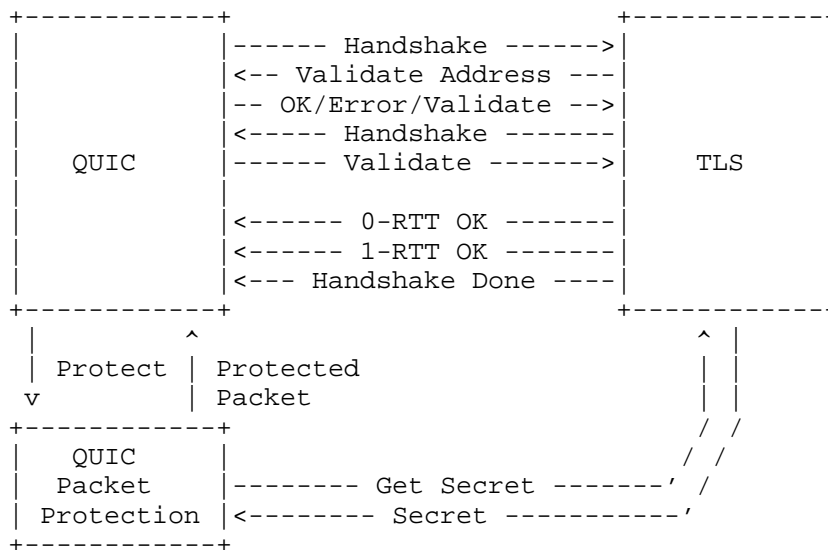 +------------+ +------------
| |------ Handshake ------>|
| |<-- Validate Address ---|
| |-- OK/Error/Validate -->|
| |<----- Handshake -------|
| QUIC |------ Validate ------->| TLS
| | |
| |<------ 0-RTT OK -------|
| |<------ 1-RTT OK -------|
| |<--- Handshake Done ----|
+------------+ +------------
| ^ ^ |
| Protect | Protected | |
v | Packet | |
+------------+ / /
| QUIC | / /
| Packet |-------- Get Secret -------' /
| Protection |<-------- Secret -----------'
+------------+